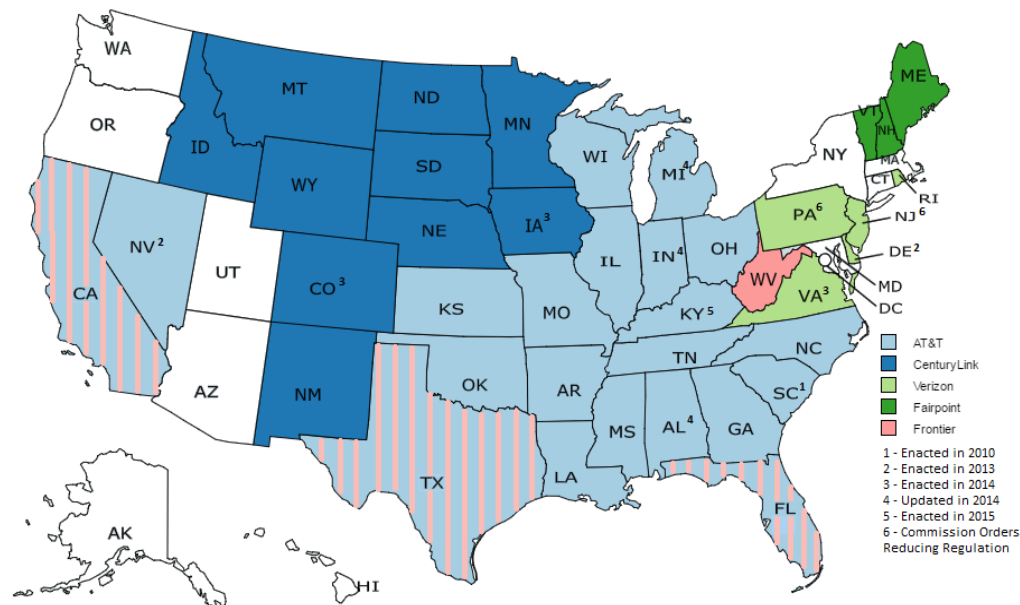 WA
MT
ND
MN
ME
VT
NH
OR
ID
SD
WI
MI4
NY
MA
WY
CT
RI
NE
IA3
PA6
NJ6
NV2
UT
CO3
IL
IN4
OH
DE2
CA
KS
MO
WV
VA3
MD
KY5
DC
AZ
NM
OK
AR
TN
NC
SC1
TX
LA
MS
AL4
GA
FL
AK
HI
AT&T
CenturyLink
Verizon
Fairpoint
Frontier
1 - Enacted in 2010
2 - Enacted in 2013
3 - Enacted in 2014
4 - Updated in 2014
5 - Enacted in 2015
6 - Commission Orders
Reducing Regulation